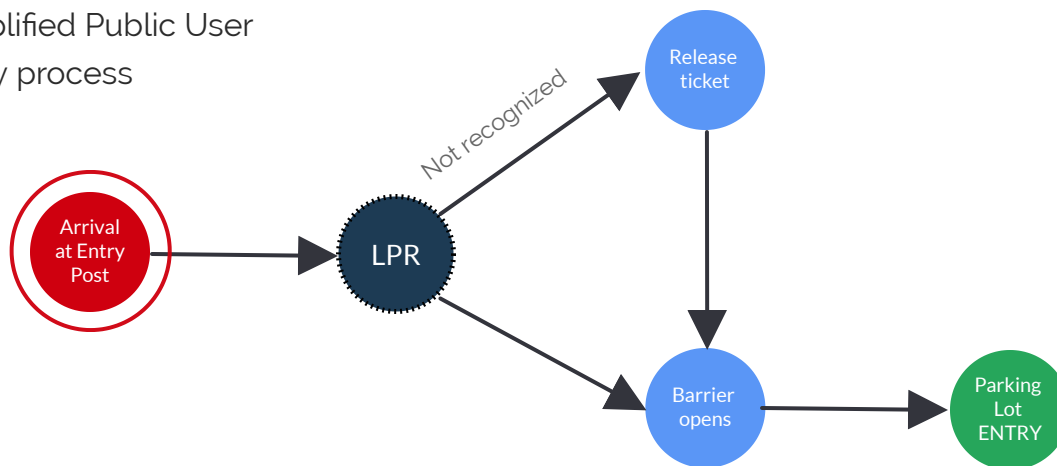 plified Public User
y process
Release
ticket
Not recognized
Arrival
at Entry
Post
LPR
Barrier
opens
Parking
Lot
ENTRY